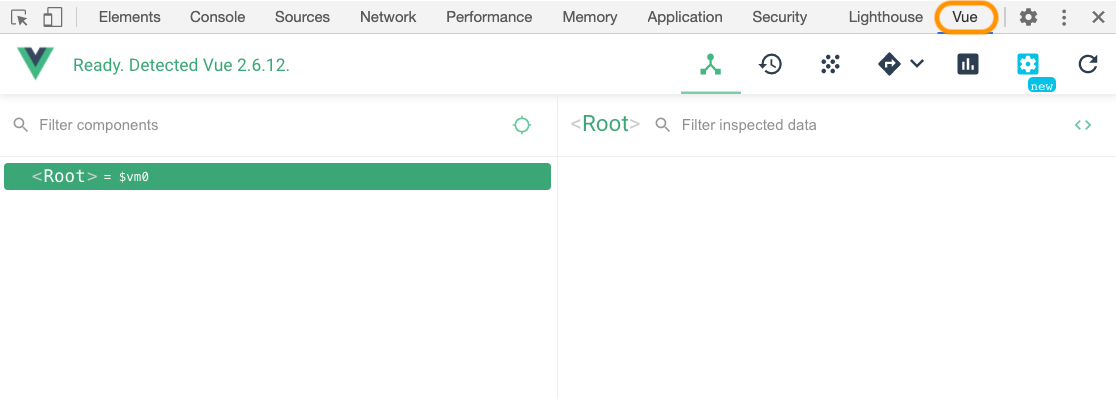 Elements Console Sources Network Performance Memory Application Security Lighthouse Vue
Ready. Detected Vue 2.6.12.
new
Filter components
<Root> Filter inspected data
<Root> = $vm0